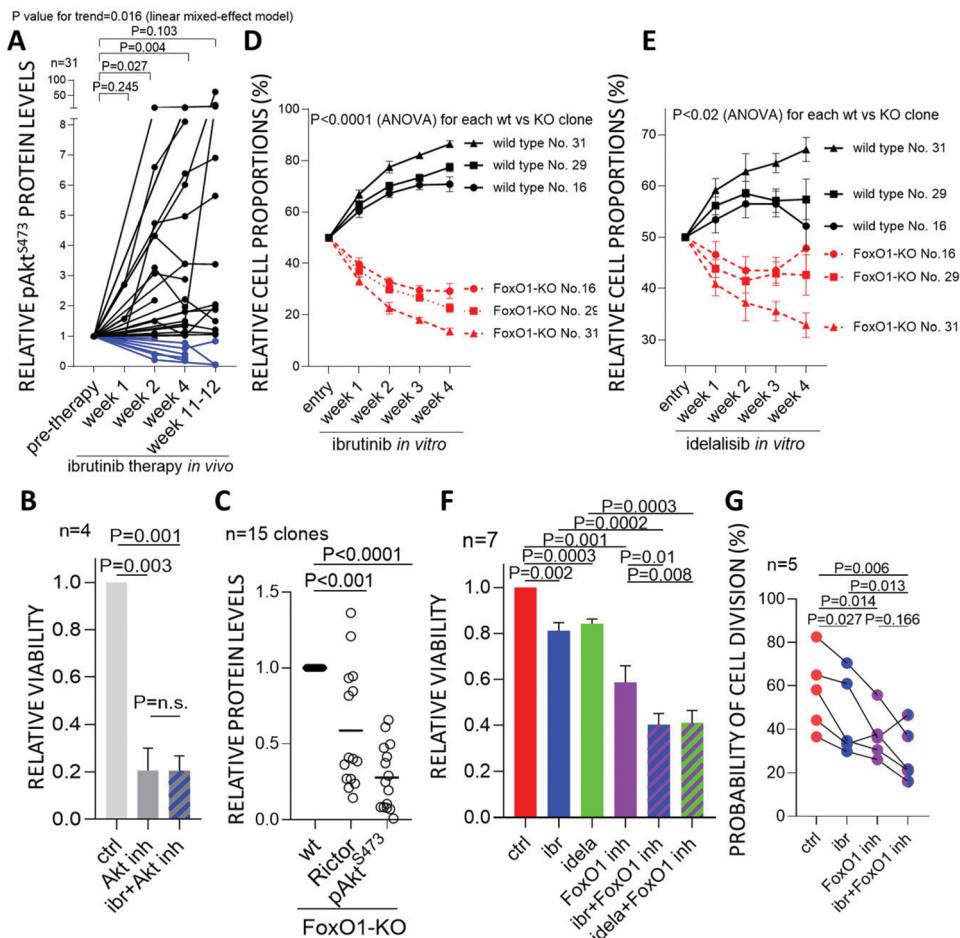 P value for trend=0.016 (linear mixed-effect model)
A
n=31
P=0.103
P=0.004
P=0.027
P=0.245
RELATIVE pAktS473 PROTEIN LEVELS
100
50
8
7
6
5
4
3
2
1
0
pre-therapy
week 1
week 2
week 4
week 11-12
ibrutinib therapy in vivo
D
RELATIVE CELL PROPORTIONS (%)
P<0.0001 (ANOVA) for each wt vs KO clone
100
80
60
40
20
0
wild type No. 31
wild type No. 29
wild type No. 16
FoxO1-KO No.16
FoxO1-KO No. 29
FoxO1-KO No. 31
entry
week 1
week 2
week 3
week 4
ibrutinib in vitro
E
RELATIVE CELL PROPORTIONS (%)
P<0.02 (ANOVA) for each wt vs KO clone
70
60
50
40
30
wild type No. 31
wild type No. 29
wild type No. 16
FoxO1-KO No.16
FoxO1-KO No. 29
FoxO1-KO No. 31
entry
week 1
week 2
week 3
week 4
idelalisib in vitro
B
n=4
P=0.001
P=0.003
P=n.s.
RELATIVE VIABILITY
1.0
0.8
0.6
0.4
0.2
0.0
ctrl
Akt inh
ibr+Akt inh
C
n=15 clones
P<0.0001
P<0.001
RELATIVE PROTEIN LEVELS
1.5
1.0
0.5
0.0
wt
Rictor
pAktS473
FoxO1-KO
F
n=7
P=0.0003
P=0.0002
P=0.001
P=0.0003
P=0.01
P=0.002
P=0.008
RELATIVE VIABILITY
1.0
0.8
0.6
0.4
0.2
0.0
ctrl
ibr
idela
FoxO1 inh
ibr+FoxO1 inh
idela+FoxO1 inh
G
n=5
P=0.006
P=0.013
P=0.014
P=0.027
P=0.166
PROBABILITY OF CELL DIVISION (%)
100
80
60
40
20
0
ctrl
ibr
FoxO1 inh
ibr+FoxO1 inh